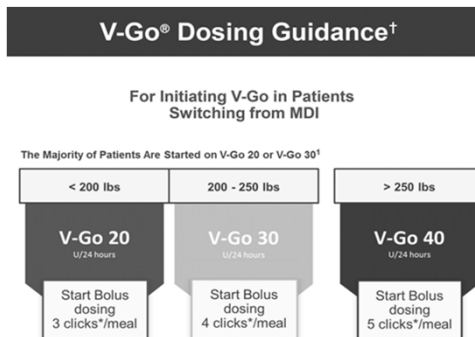 V-Go® Dosing Guidance†
For Initiating V-Go in Patients
Switching from MDI
The Majority of Patients Are Started on V-Go 20 or V-Go 30¹
< 200 lbs
200 - 250 lbs
> 250 lbs
V-Go 20
U/24 hours
V-Go 30
U/24 hours
V-Go 40
U/24 hours
Start Bolus
dosing
3 clicks*/meal
Start Bolus
dosing
4 clicks*/meal
Start Bolus
dosing
5 clicks*/meal